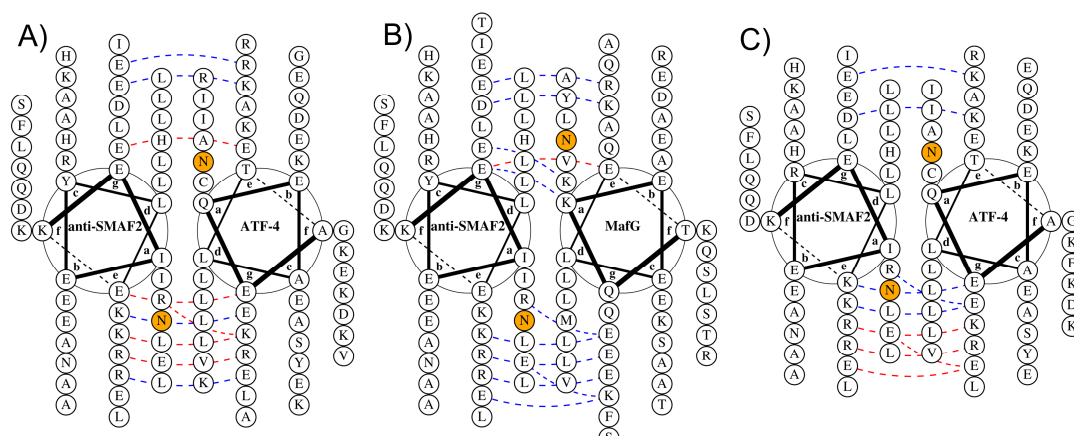 A)
S F L Q Q D K K
H K A A H R Y
I E E D L E E
L L L H L L L
R I I A N C Q
R R K A K E T
G E Q D E K E
c g d a e b
f anti-SMAF2 ATF-4 f
b e a d g c
A G K E K D K V
E E E A N A A
E K K R R E L
I I R N L E L
L L L L L V K
E E K R E L A
A E A S Y E K
B)
S F L Q Q D K K
H K A A H R Y
T I E E D L E E
L L L H L L L
A Y L N V K K
A Q R K A Q E
R E D A E A E
c g d a e b
f anti-SMAF2 MafG f
b e a d g c
T K Q S L S T R
E E E A N A A
E K K R R E L
I I R N L E L
L L L M L L V
Q Q E E E K F S
E E K S A A T
C)
S F L Q D K
H K A A H R
I E E D L E
L L L H L L
I I A N C Q
R K A K E T
E Q D E K E
c g d a e b
f anti-SMAF2 ATF-4 f
b e a d g c
A G K E K D K
E E A N A A
K K R R E L
I R N L E L
L L L L L V
E E K R E L
A E A S Y E